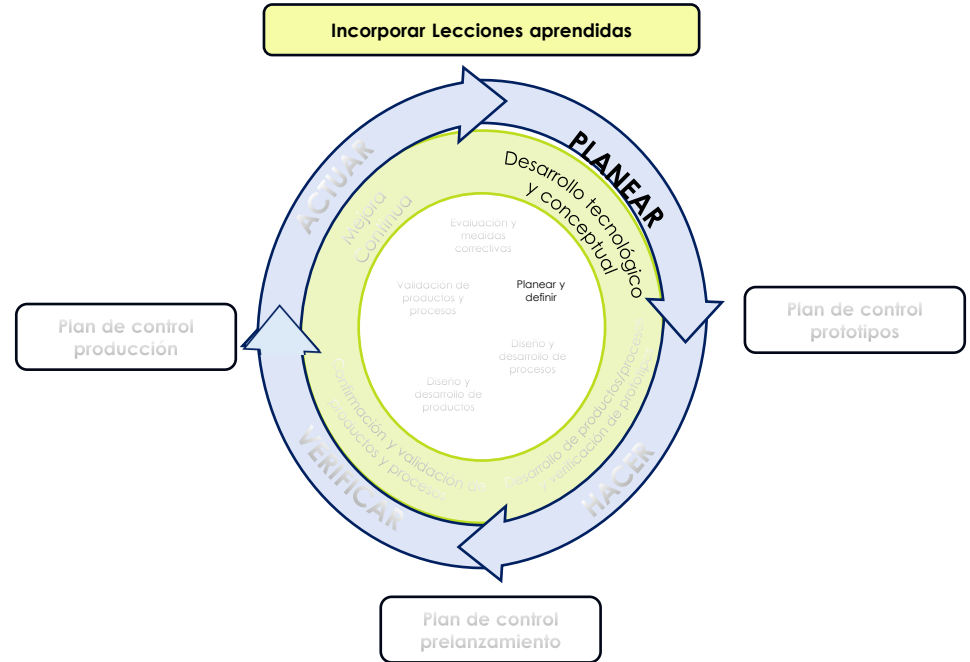 Incorporar Lecciones aprendidas
PLANEAR
Desarrollo tecnológico
y conceptual
ACTUAR
Mejora
Continua
Evaluación y
medidas
correctivas
Validación de
productos y
procesos
Planear y
definir
Plan de control
producción
Plan de control
prototipos
Diseño y
desarrollo de
procesos
Diseño y
desarrollo de
productos
Confirmación y validación de
productos y procesos
VERIFICAR
Desarrollo de productos/proceso
y verificación de prototipo
HACER
Plan de control
prelanzamiento